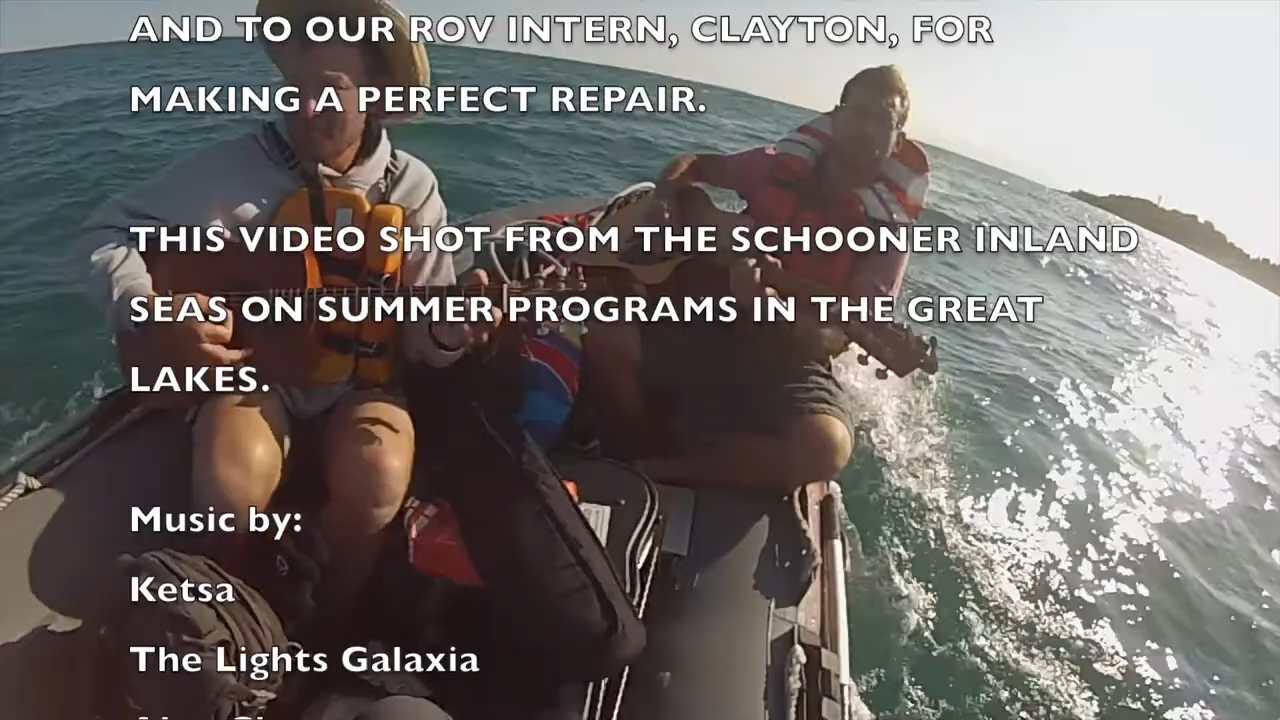 AND TO OUR ROV INTERN, CLAYTON, FOR
MAKING A PERFECT REPAIR.
THIS VIDEO SHOT FROM THE SCHOONER INLAND
SEAS ON SUMMER PROGRAMS IN THE GREAT
LAKES.
Music by:
Ketsa
The Lights Galaxia